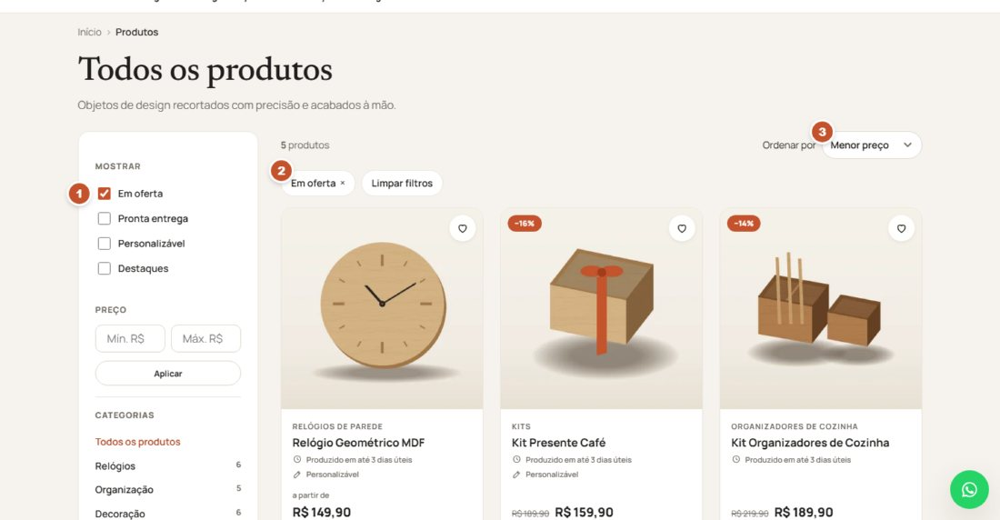 Início > Produtos
Todos os produtos
Objetos de design recortados com precisão e acabados à mão.
MOSTRAR
1
Em oferta
Pronta entrega
Personalizável
Destaques
PREÇO
Mín. R$ Máx. R$
Aplicar
CATEGORIAS
Todos os produtos
Relógios 6
Organização 5
Decoração 6
5 produtos
Ordenar por
3
Menor preço
2
Em oferta × Limpar filtros
RELÓGIOS DE PAREDE
Relógio Geométrico MDF
Produzido em até 3 dias úteis
Personalizável
a partir de
R$ 149,90
-16%
KITS
Kit Presente Café
Produzido em até 3 dias úteis
Personalizável
R$ 189,90 R$ 159,90
-14%
ORGANIZADORES DE COZINHA
Kit Organizadores de Cozinha
Produzido em até 3 dias úteis
R$ 219,90 R$ 189,90